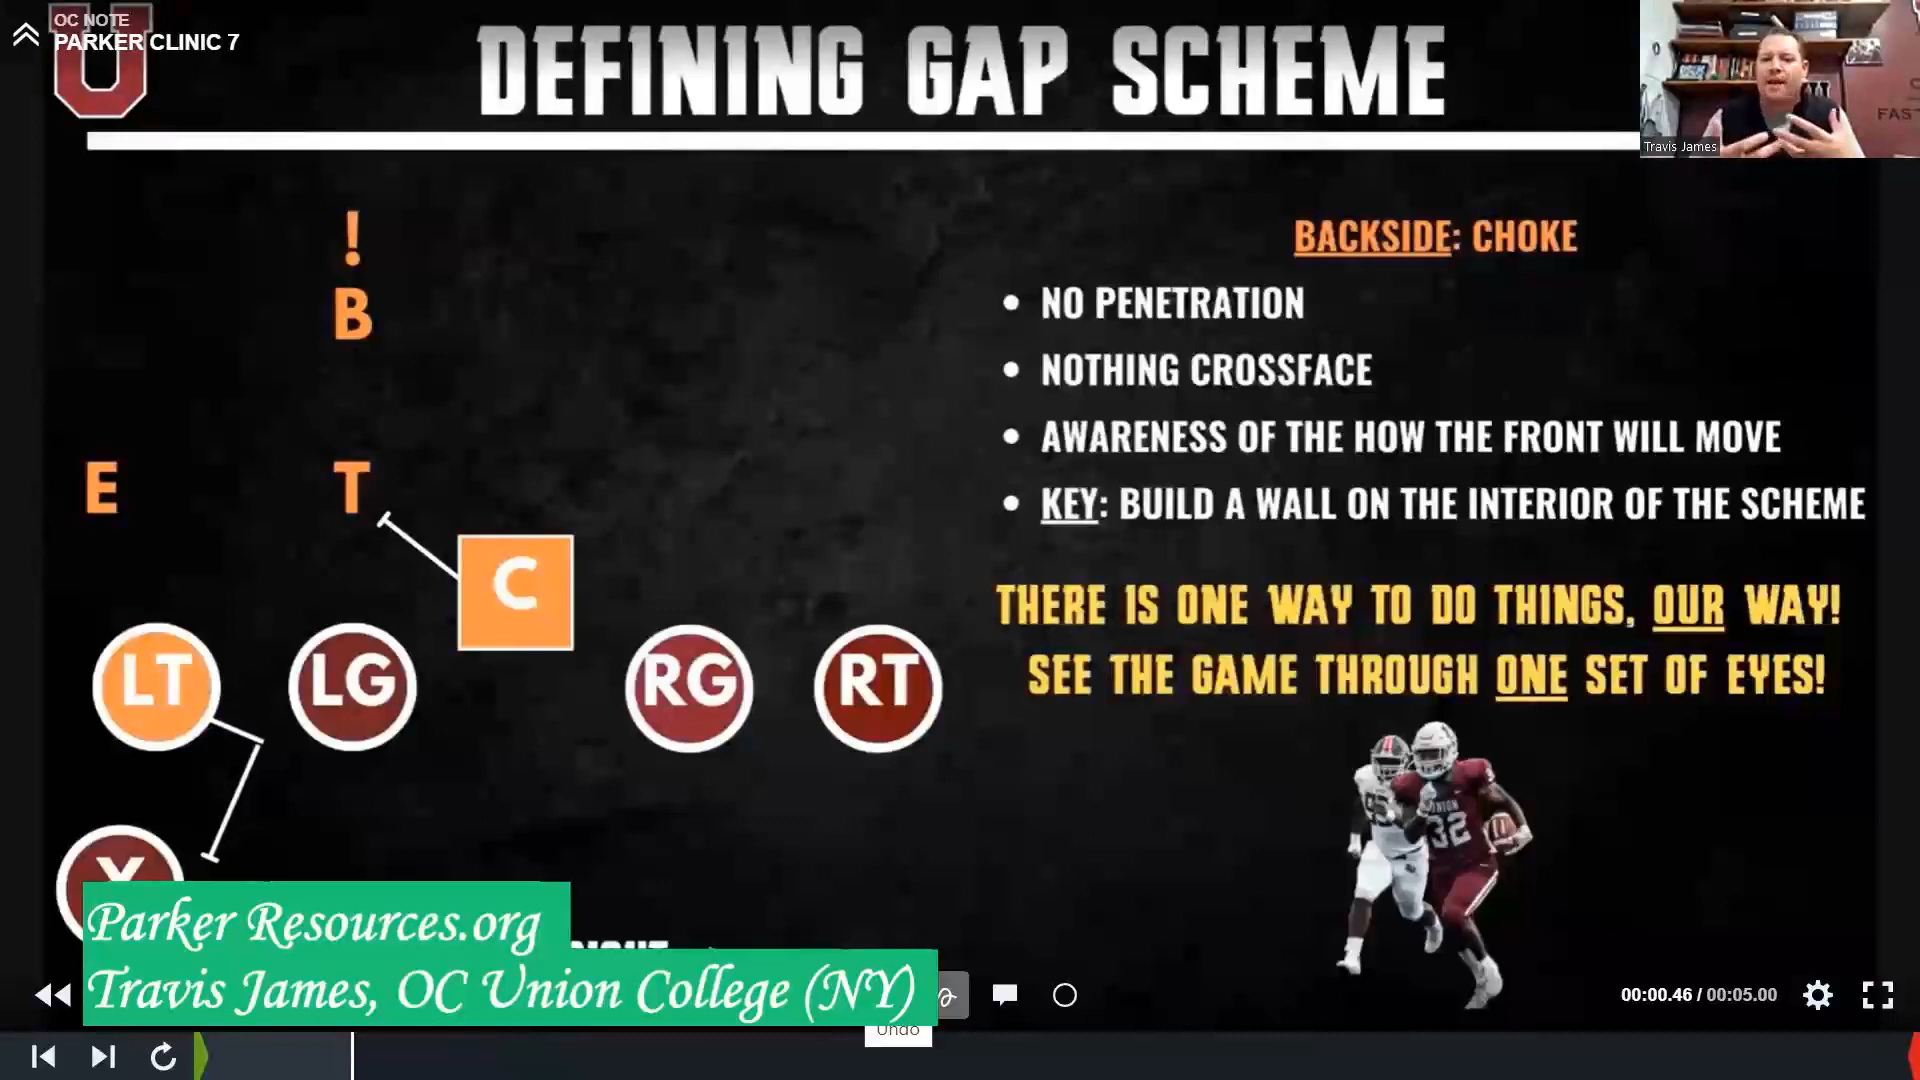 OC NOTE
PARKER CLINIC 7
U
DEFINING GAP SCHEME
Travis James
!
B
E
T
C
LT
LG
RG
RT
BACKSIDE: CHOKE
NO PENETRATION
NOTHING CROSSFACE
AWARENESS OF THE HOW THE FRONT WILL MOVE
KEY: BUILD A WALL ON THE INTERIOR OF THE SCHEME
THERE IS ONE WAY TO DO THINGS, OUR WAY!
SEE THE GAME THROUGH ONE SET OF EYES!
UNION
32
Parker Resources.org
Travis James, OC Union College (NY)
00:00.46 / 00:05.00
Undo